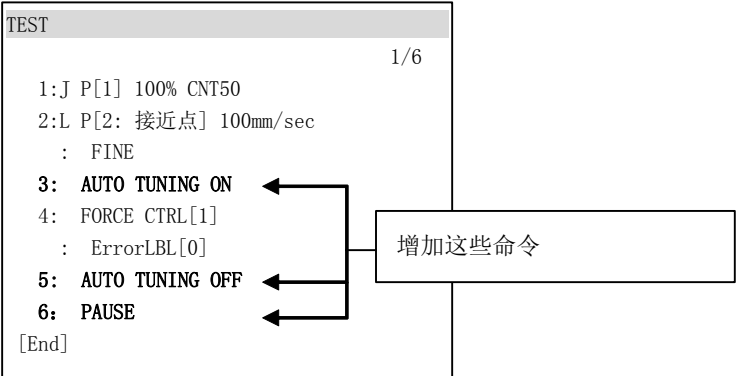 TEST
1/6
1:J P[1] 100% CNT50
2:L P[2: 接近点] 100mm/sec
: FINE
3: AUTO TUNING ON
4: FORCE CTRL[1]
: ErrorLBL[0]
5: AUTO TUNING OFF
6: PAUSE
[End]
增加这些命令